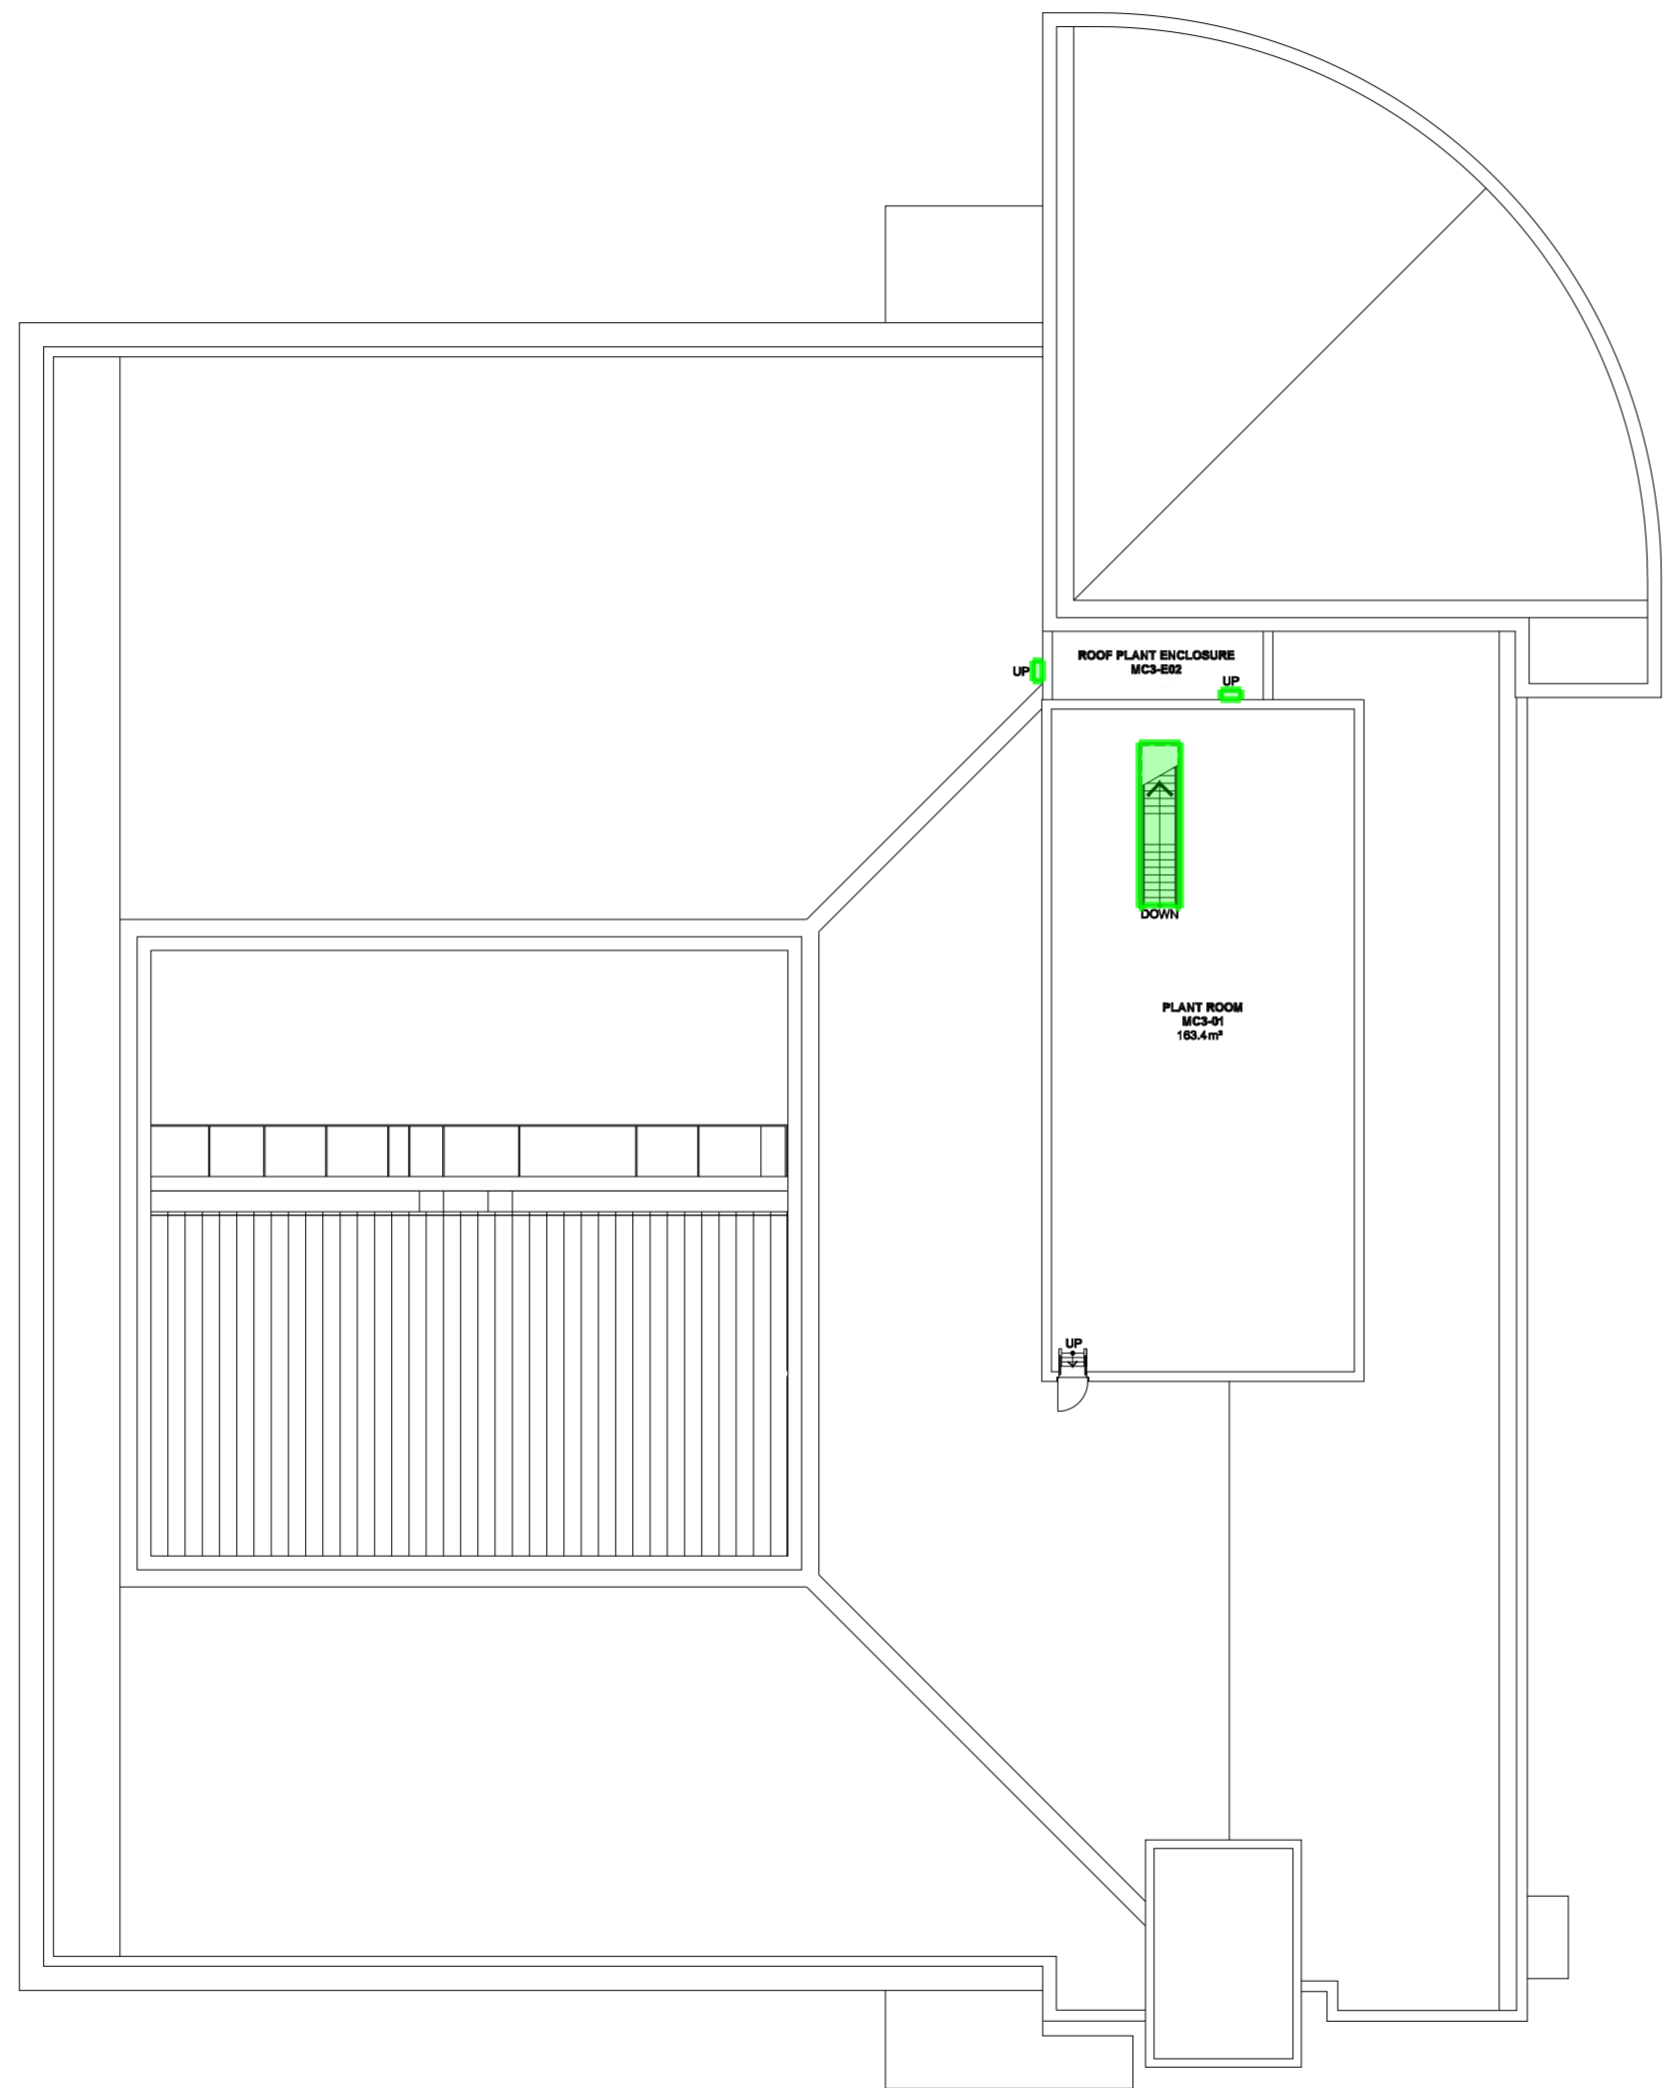 ROOF PLANT ENCLOSURE
MC3-E02
UP
UP
DOWN
PLANT ROOM
MC3-01
163.4m²
UP